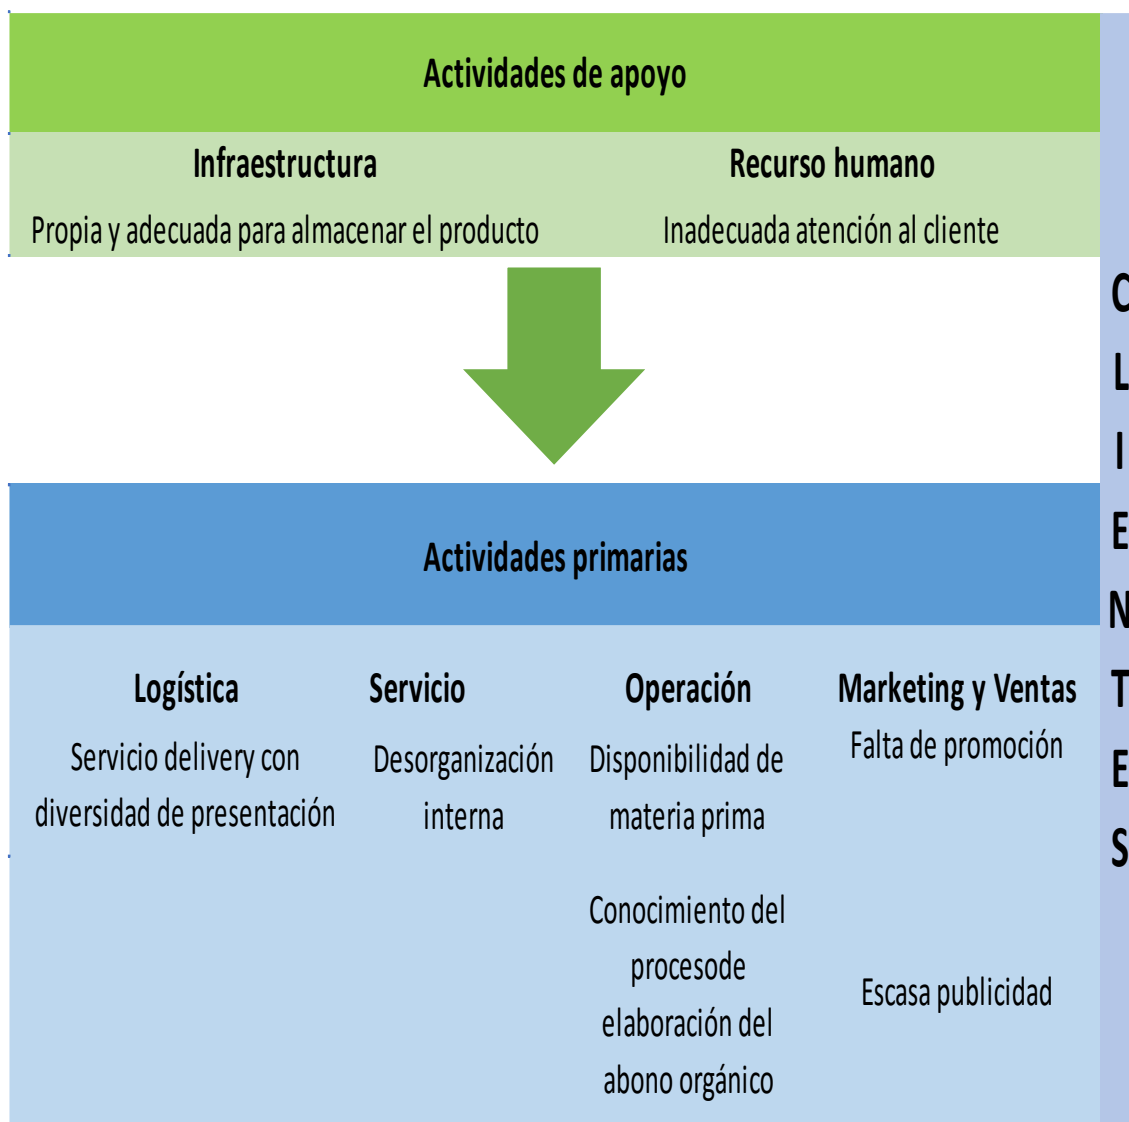 Actividades de apoyo
Infraestructura
Propia y adecuada para almacenar el producto
Recurso humano
Inadecuada atención al cliente
Actividades primarias
Logística
Servicio delivery con
diversidad de presentación
Servicio
Desorganización
interna
Operación
Disponibilidad de
materia prima
Conocimiento del
procesode
elaboración del
abono orgánico
Marketing y Ventas
Falta de promoción
Escasa publicidad
C
L
I
E
N
T
E
S